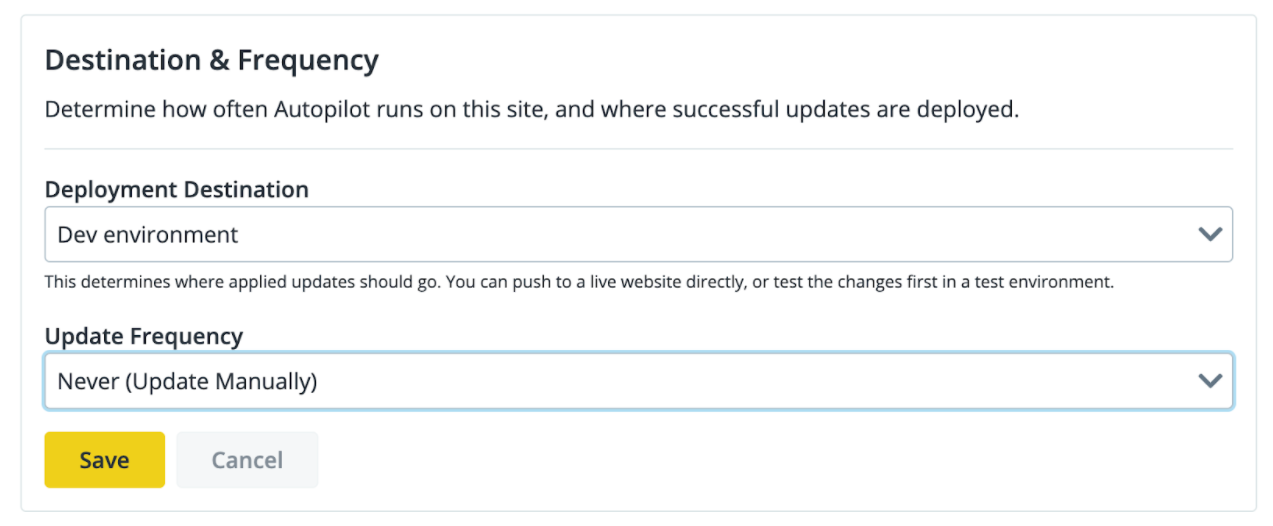 Destination & Frequency
Determine how often Autopilot runs on this site, and where successful updates are deployed.
Deployment Destination
Dev environment
This determines where applied updates should go. You can push to a live website directly, or test the changes first in a test environment.
Update Frequency
Never (Update Manually)
Save Cancel